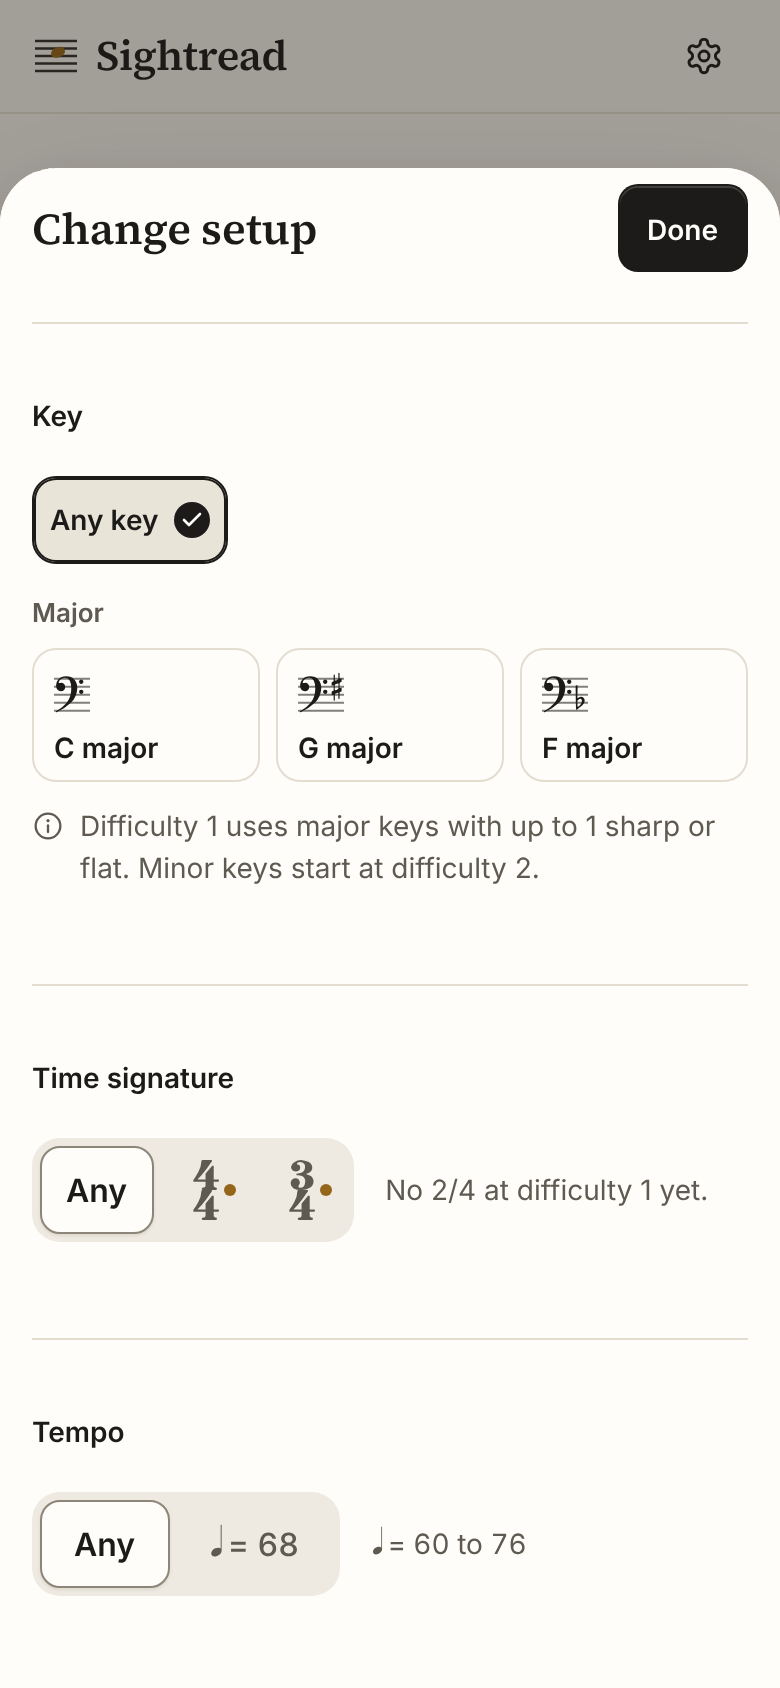 Sightread
Change setup
Done
Key
Any key
Major
C major
G major
F major
Difficulty 1 uses major keys with up to 1 sharp or
flat. Minor keys start at difficulty 2.
Time signature
Any
4/4
3/4
No 2/4 at difficulty 1 yet.
Tempo
Any
♩= 68
♩= 60 to 76